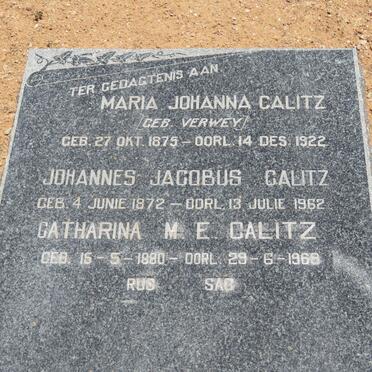 TER GEDAGTENIS AAN
MARIA JOHANNA CALITZ
(GEB. VERWEY)
GEB. 27 OKT. 1875 – OORL. 14 DES. 1922
JOHANNES JACOBUS CALITZ
GEB. 4 JUNIE 1872 – OORL. 13 JULIE 1962
CATHARINA M. E. CALITZ
GEB. 15-5-1880 – OORL. 29-6-1968
RUS SAG